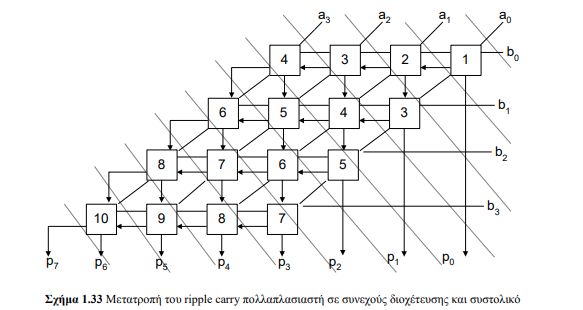 a3 a2 a1 a0
4 3 2 1 b0
6 5 4 3 b1
8 7 6 5 b2
10 9 8 7 b3
p7 p6 p5 p4 p3 p2 p1 p0
Σχήμα 1.33 Μετατροπή του ripple carry πολλαπλασιαστή σε συνεχούς διοχέτευσης και συστολικό